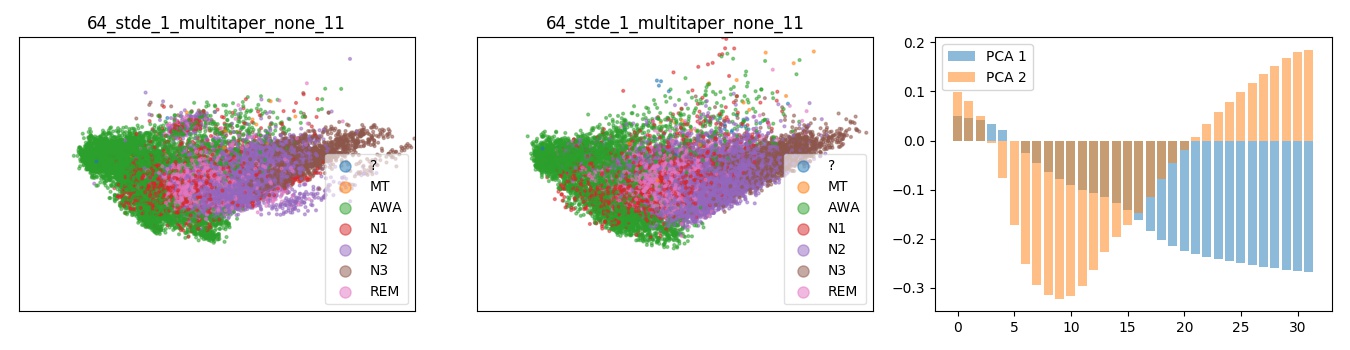 64_stde_1_multitaper_none_11
?
MT
AWA
N1
N2
N3
REM
64_stde_1_multitaper_none_11
?
MT
AWA
N1
N2
N3
REM
PCA 1
PCA 2
0.2
0.1
0.0
−0.1
−0.2
−0.3
0 5 10 15 20 25 30